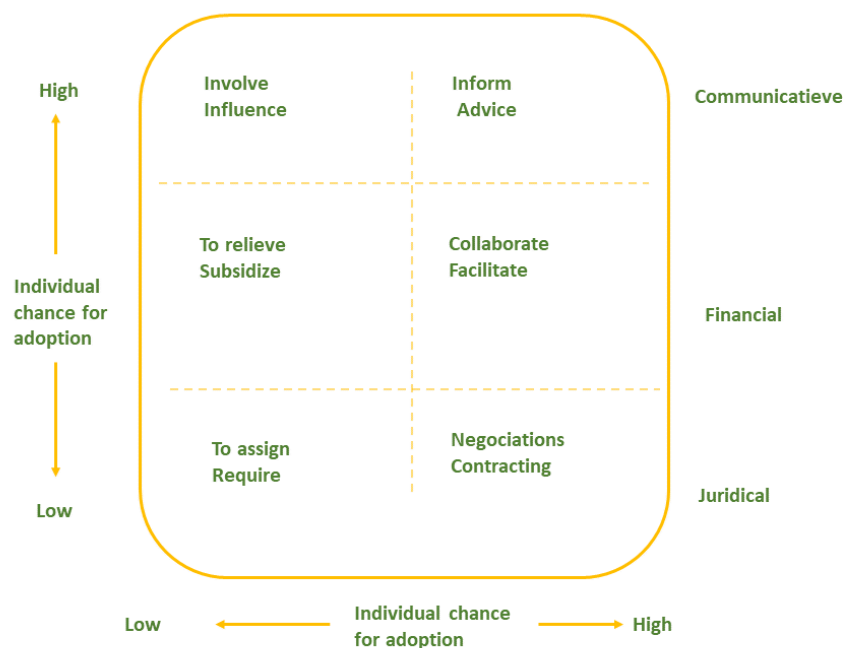 High
Involve
Influence
Inform
Advice
Communicatieve
Individual
chance for
adoption
To relieve
Subsidize
Collaborate
Facilitate
Financial
Low
To assign
Require
Negociations
Contracting
Juridical
Low
Individual chance
for adoption
High